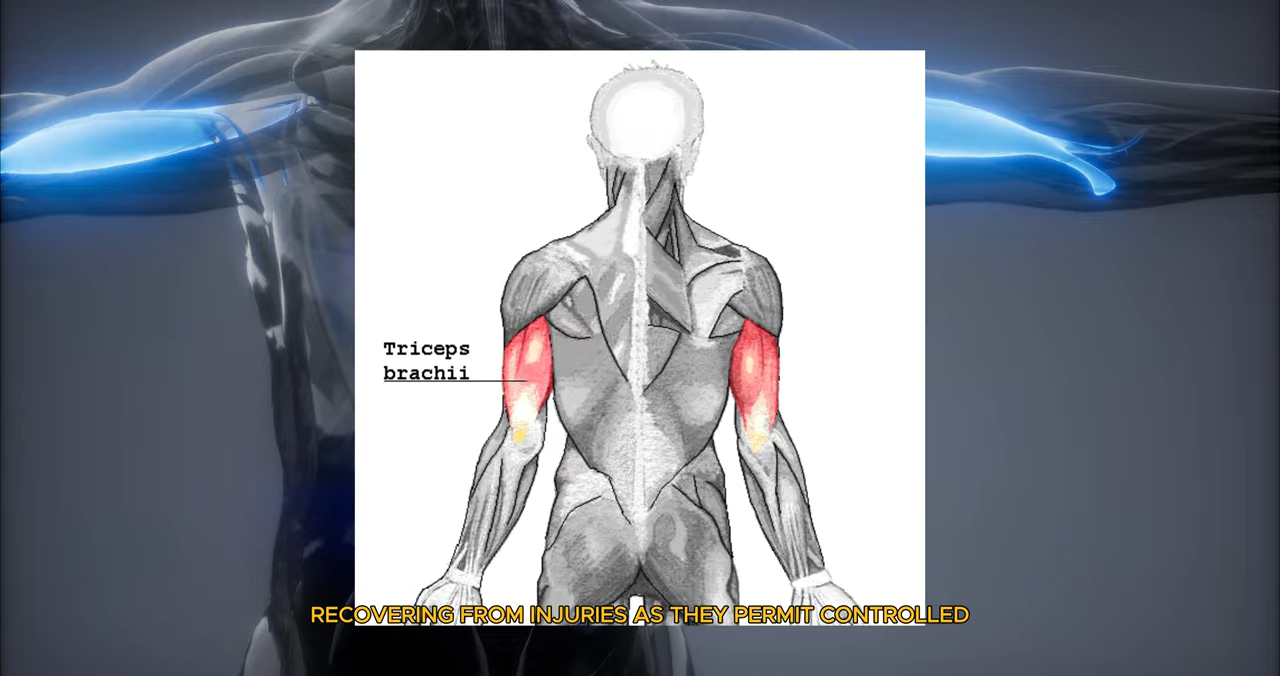 Triceps
brachii
RECOVERING FROM INJURIES AS THEY PERMIT CONTROLLED